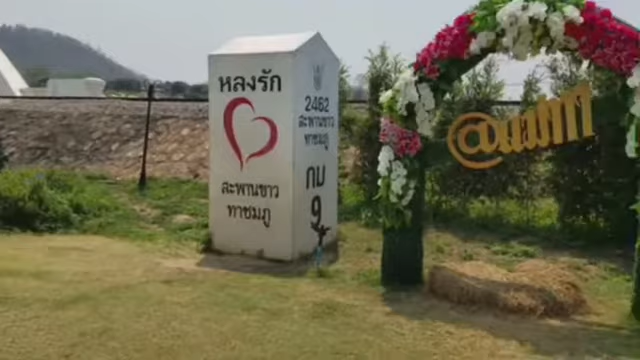 หลงรัก
สะพานขาว
ทาชมภู
2462
สะพานขาว
ทาชมภู
กม
9
@แม่ทา